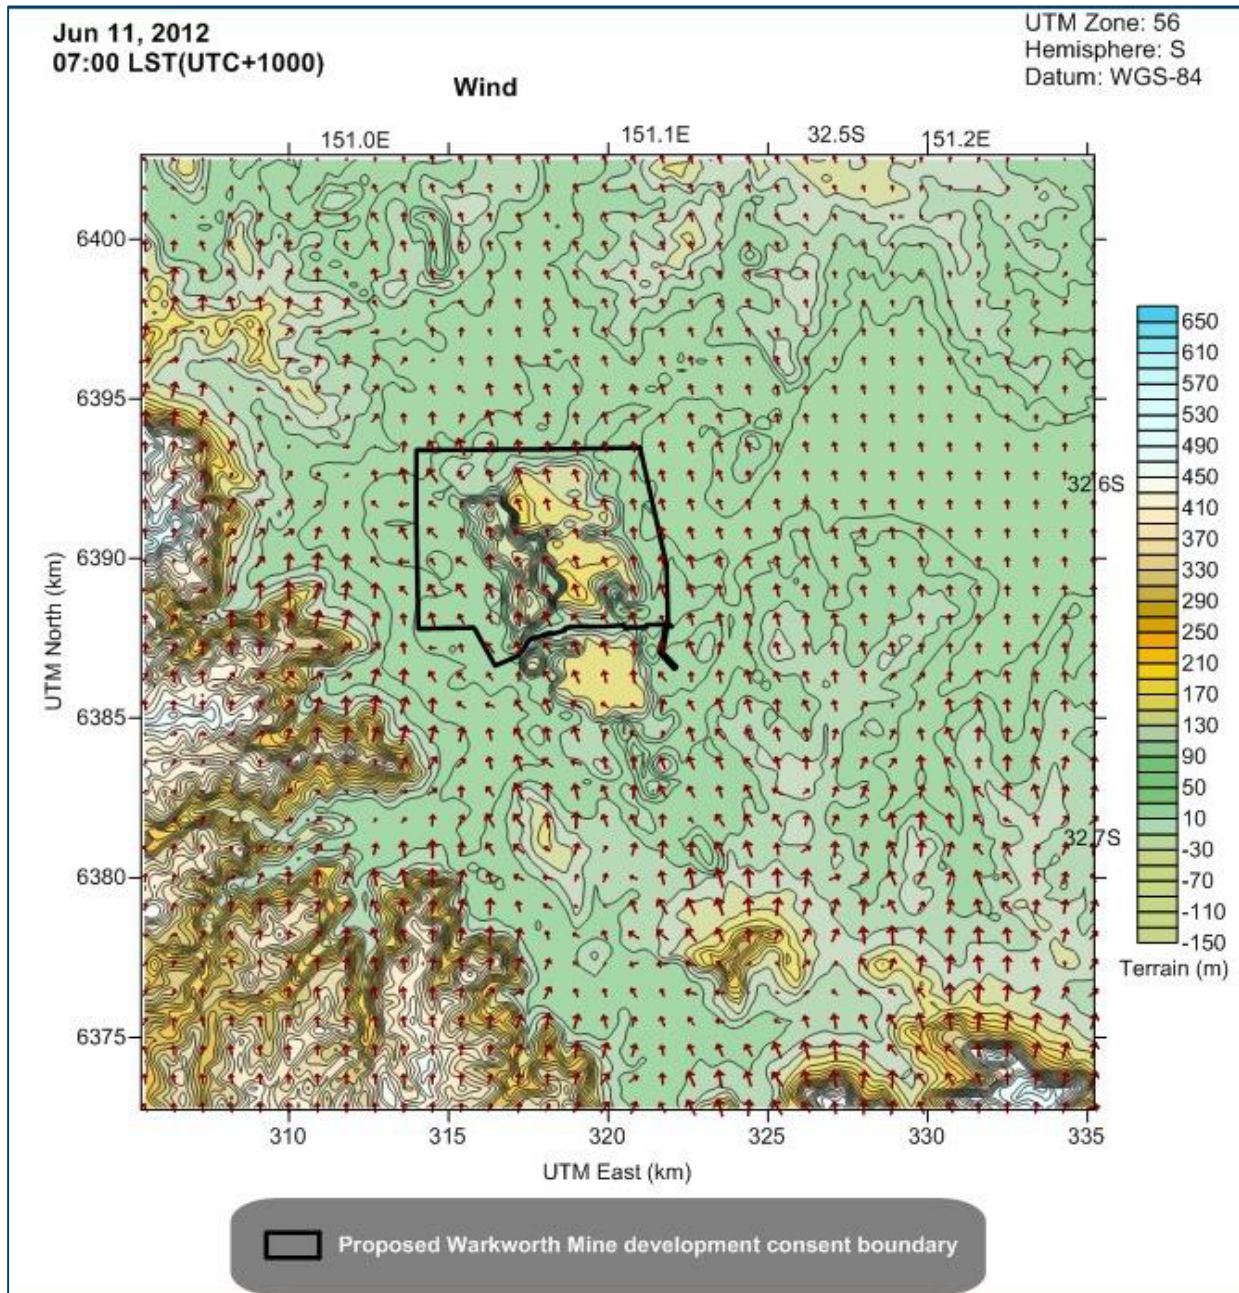 Jun 11, 2012
07:00 LST(UTC+1000)
Wind
UTM Zone: 56
Hemisphere: S
Datum: WGS-84
151.0E
151.1E
32.5S
151.2E
6400
6395
6390
6385
6380
6375
UTM North (km)
32.6S
32.7S
310
315
320
325
330
335
UTM East (km)
650
610
570
530
490
450
410
370
330
290
250
210
170
130
90
50
10
-30
-70
-110
-150
Terrain (m)
Proposed Warkworth Mine development consent boundary